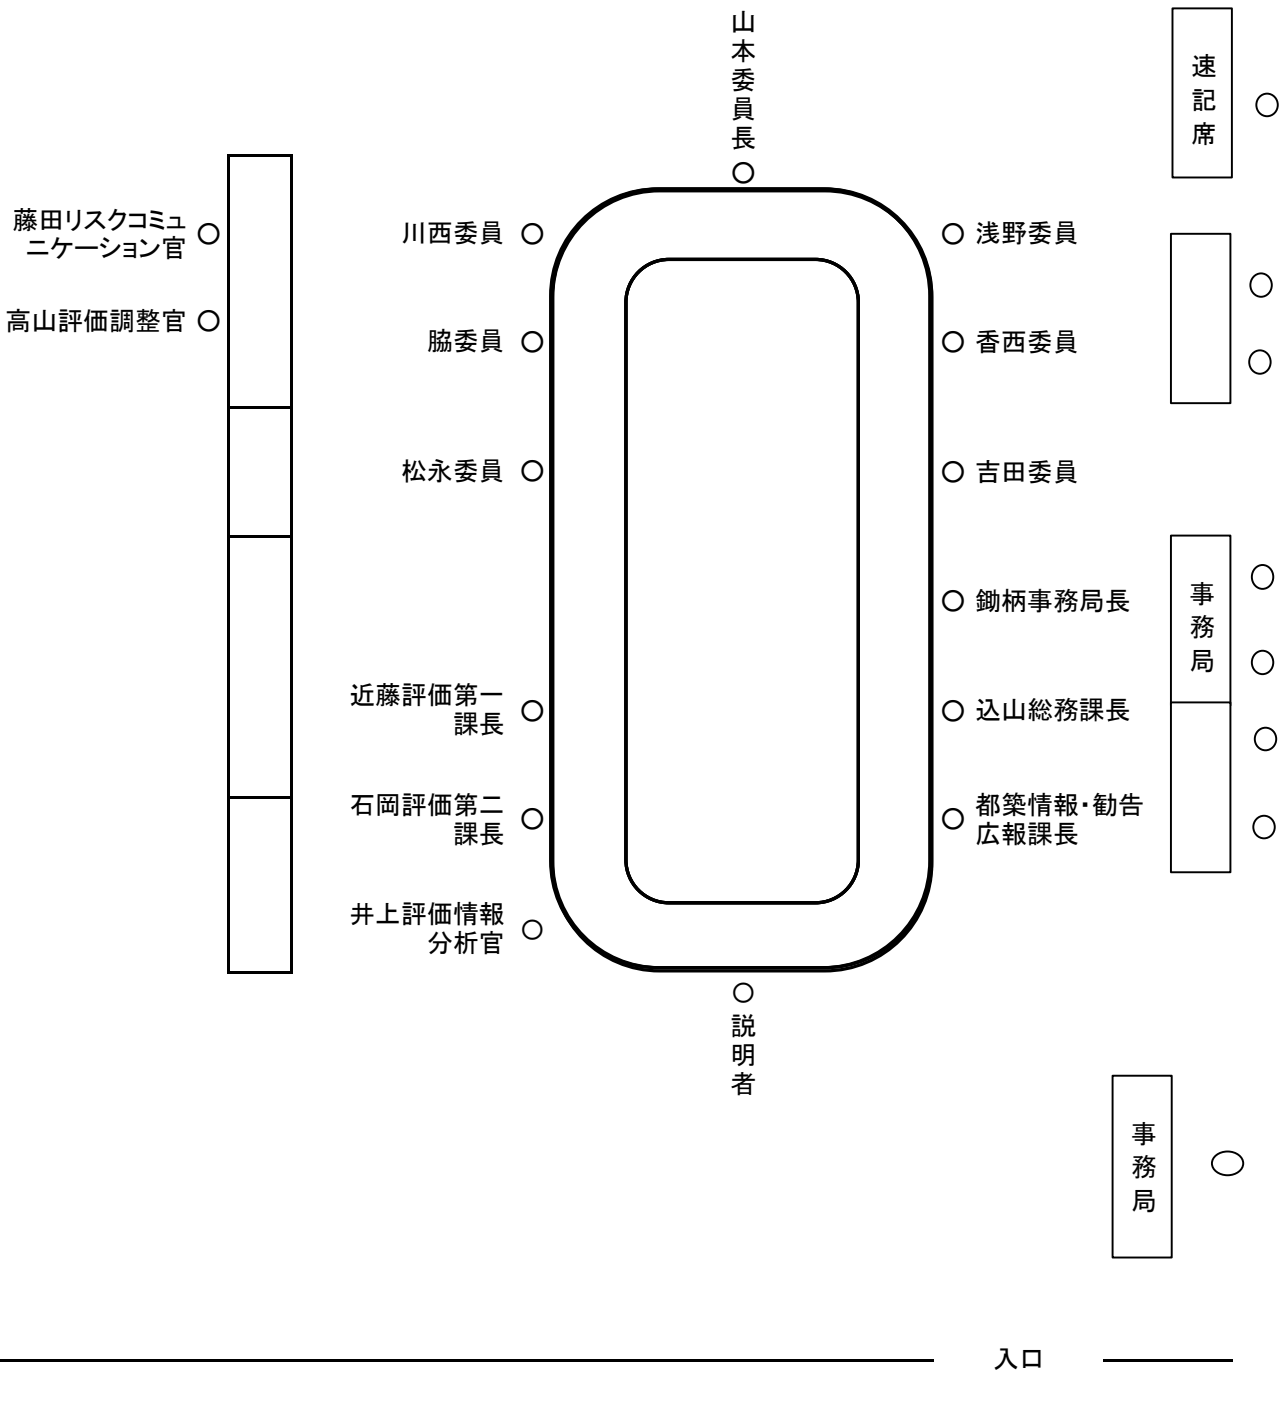 山本委員長
速記席
藤田リスクコミュ
ニケーション官
川西委員
浅野委員
高山評価調整官
脇委員
香西委員
松永委員
吉田委員
鋤柄事務局長
事務局
近藤評価第一
課長
込山総務課長
石岡評価第二
課長
都築情報・勧告
広報課長
井上評価情報
分析官
説明者
事務局
入口